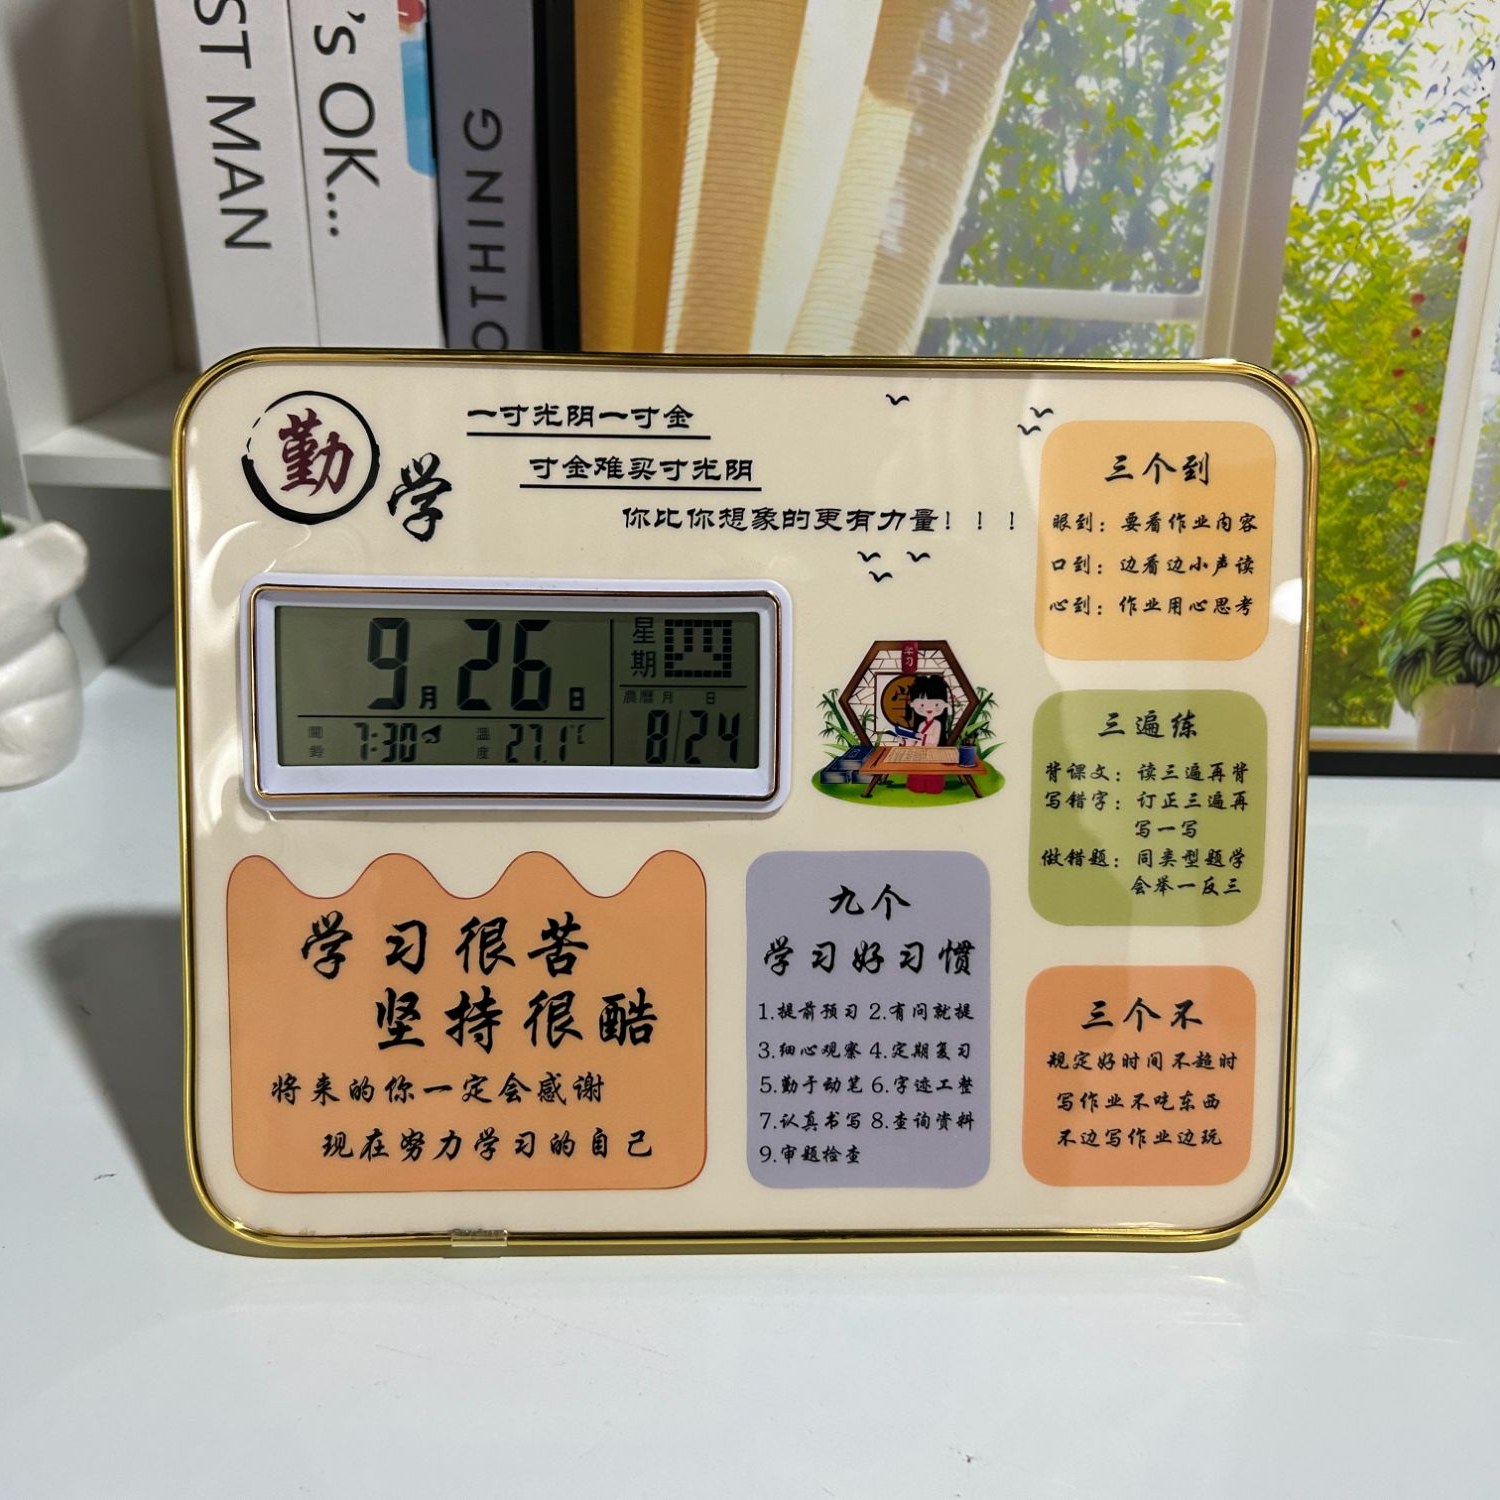 ST MAN
's OK...
OTHING
勤学
一寸光阴一寸金
寸金难买寸光阴
你比你想象的更有力量！！！
9月26日
星期四
農曆 月 日
8/24
鬧鈴 7:30
溫度 27.1℃
学习
学
三个到
眼到：要看作业内容
口到：边看边小声读
心到：作业用心思考
三遍练
背课文：读三遍再背
写错字：订正三遍再
写一写
做错题：同类型题学
会举一反三
学习很苦
坚持很酷
将来的你一定会感谢
现在努力学习的自己
九个
学习好习惯
1.提前预习 2.有问就提
3.细心观察 4.定期复习
5.勤于动笔 6.字迹工整
7.认真书写 8.查询资料
9.审题检查
三个不
规定好时间不超时
写作业不吃东西
不边写作业边玩